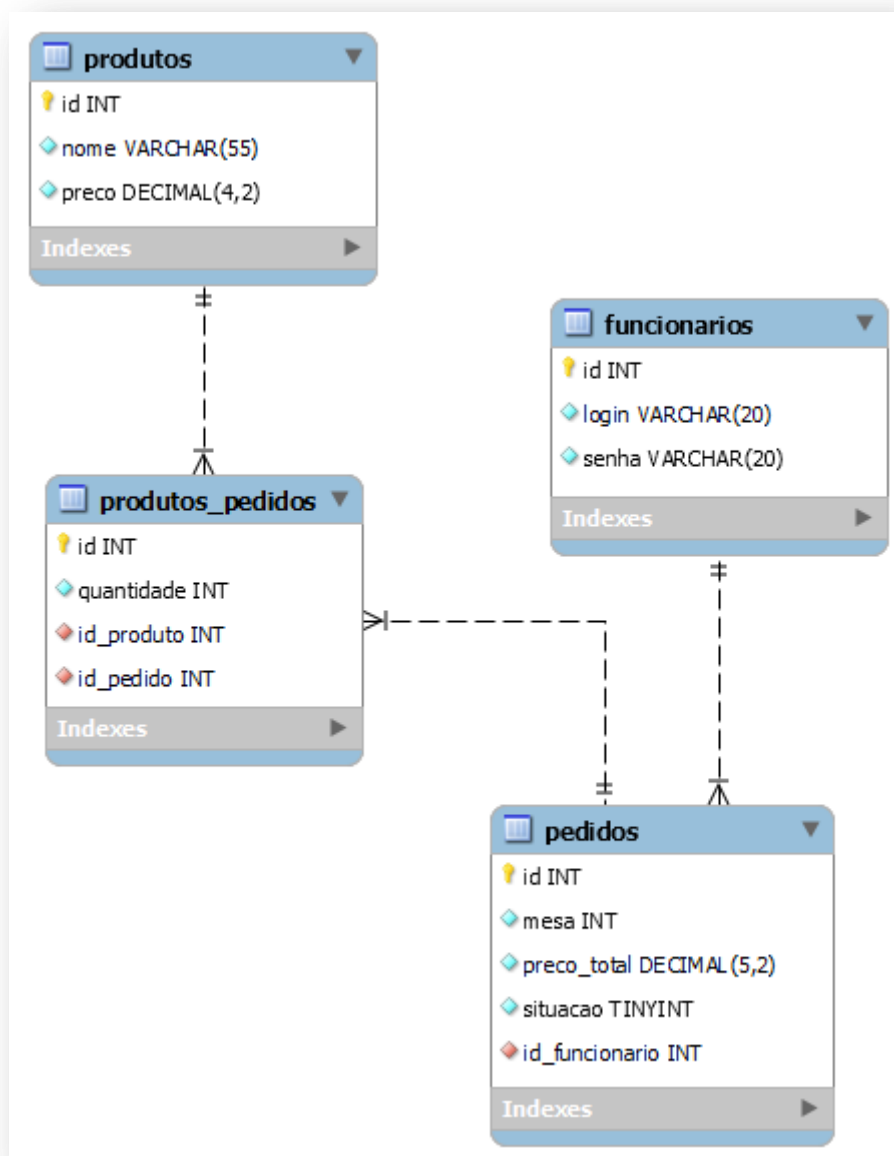 produtos
id INT
nome VARCHAR(55)
preco DECIMAL(4,2)
Indexes
funcionarios
id INT
login VARCHAR(20)
senha VARCHAR(20)
Indexes
produtos_pedidos
id INT
quantidade INT
id_produto INT
id_pedido INT
Indexes
pedidos
id INT
mesa INT
preco_total DECIMAL(5,2)
situacao TINYINT
id_funcionario INT
Indexes